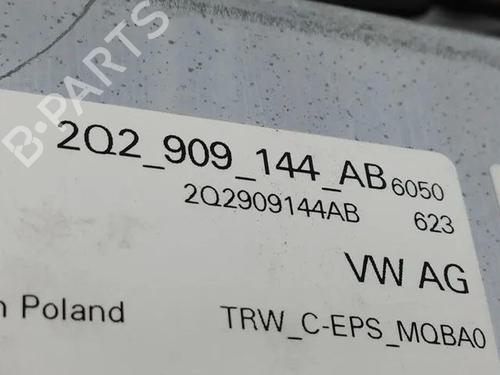 B-PARTS
2Q2_909_144_AB 6050
2Q2909144AB 623
VW AG
n Poland TRW_C-EPS_MQBA0